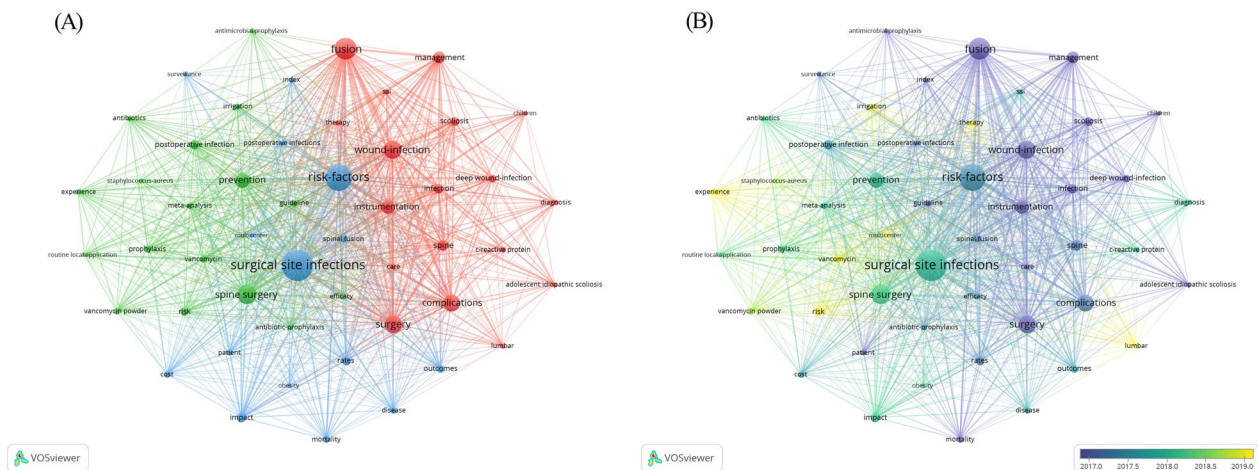 (A)
antimicrobial-prophylaxis
fusion
management
surveillance
index
ssi
irrigation
children
antibiotics
therapy
scoliosis
postoperative infection
postoperative infections
wound-infection
staphylococcus-aureus
prevention
risk-factors
deep wound-infection
experience
infection
meta-analysis
guideline
instrumentation
diagnosis
multicenter
spinal fusion
prophylaxis
spine
c-reactive protein
routine local application
vancomycin
surgical site infections
care
adolescent idiopathic scoliosis
spine surgery
efficacy
complications
vancomycin powder
risk
antibiotic-prophylaxis
surgery
lumbar
patient
rates
outcomes
cost
obesity
impact
disease
mortality
VOSviewer
(B)
antimicrobial-prophylaxis
fusion
management
surveillance
index
ssi
irrigation
children
antibiotics
therapy
scoliosis
postoperative infection
postoperative infections
wound-infection
staphylococcus-aureus
prevention
risk-factors
deep wound-infection
experience
infection
meta-analysis
guideline
instrumentation
diagnosis
multicenter
spinal fusion
prophylaxis
spine
c-reactive protein
routine local application
vancomycin
surgical site infections
care
adolescent idiopathic scoliosis
spine surgery
efficacy
complications
vancomycin powder
risk
antibiotic-prophylaxis
surgery
lumbar
patient
rates
outcomes
cost
obesity
impact
disease
mortality
VOSviewer
2017.0 2017.5 2018.0 2018.5 2019.0